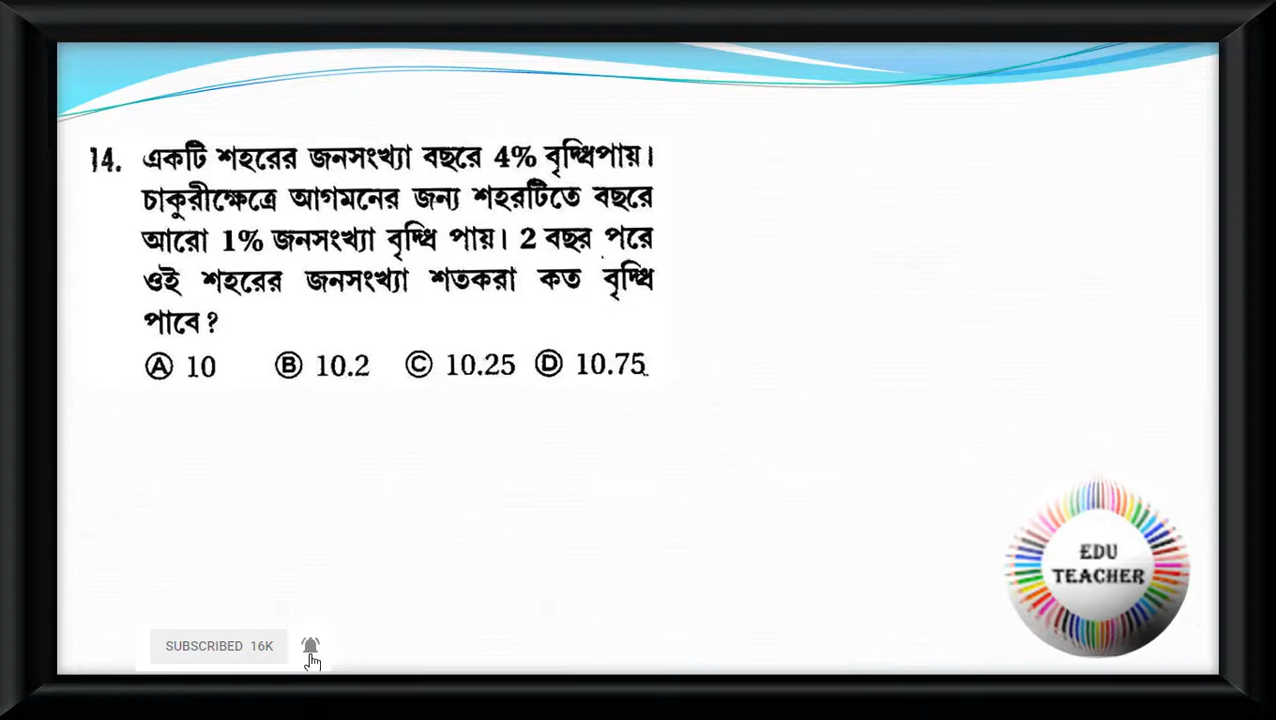 14. একটি শহরের জনসংখ্যা বছরে 4% বৃদ্ধিপায়।
চাকুরীক্ষেত্রে আগমনের জন্য শহরটিতে বছরে
আরো 1% জনসংখ্যা বৃদ্ধি পায়। 2 বছর পরে
ওই শহরের জনসংখ্যা শতকরা কত বৃদ্ধি
পাবে?
Ⓐ 10 Ⓑ 10.2 Ⓒ 10.25 Ⓓ 10.75
EDU
TEACHER
SUBSCRIBED 16K